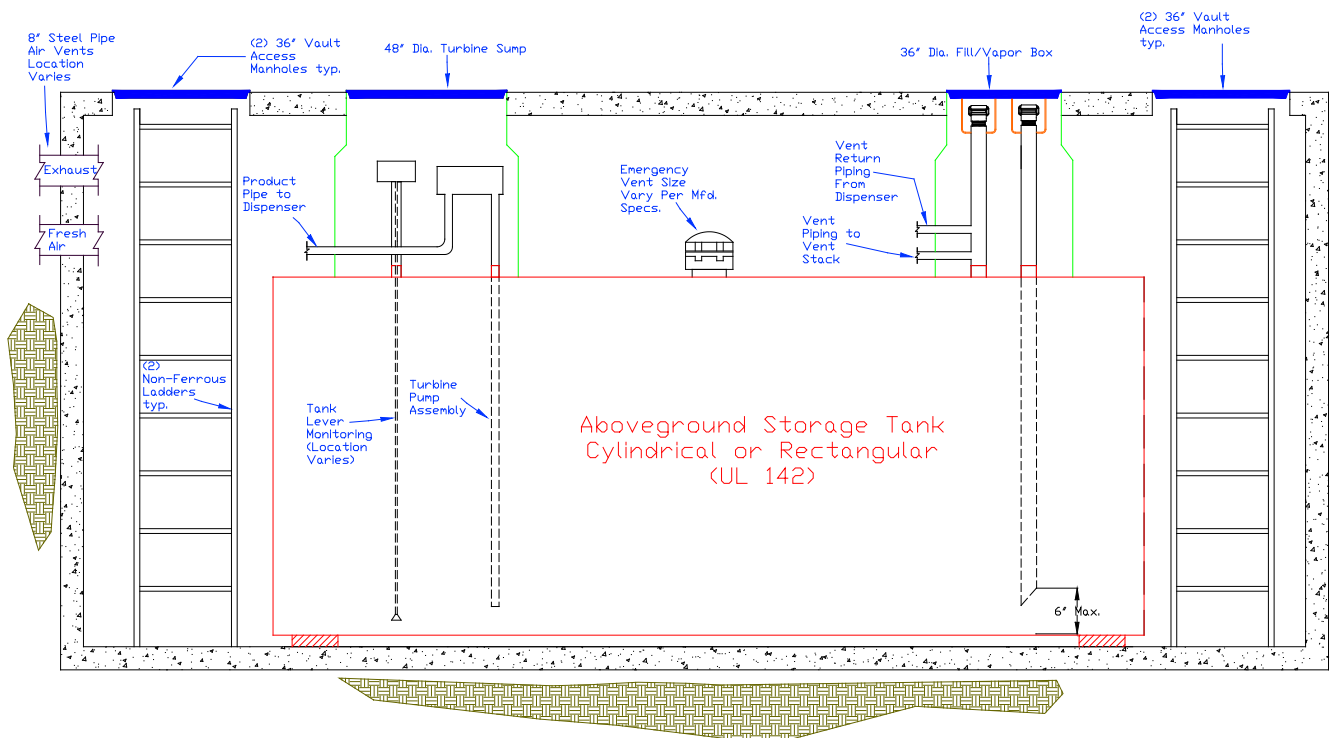 8" Steel Pipe
Air Vents
Location
Varies
(2) 36" Vault
Access
Manholes typ.
48" Dia. Turbine Sump
36" Dia. Fill/Vapor Box
(2) 36" Vault
Access Manholes
typ.
Exhaust
Fresh
Air
Product
Pipe to
Dispenser
Emergency
Vent Size
Vary Per Mfd.
Specs.
Vent
Return
Piping
From
Dispenser
Vent
Piping to
Vent
Stack
(2)
Non-Ferrous
Ladders
typ.
Tank
Lever
Monitoring
(Location
Varies)
Turbine
Pump
Assembly
Aboveground Storage Tank
Cylindrical or Rectangular
(UL 142)
6" Max.